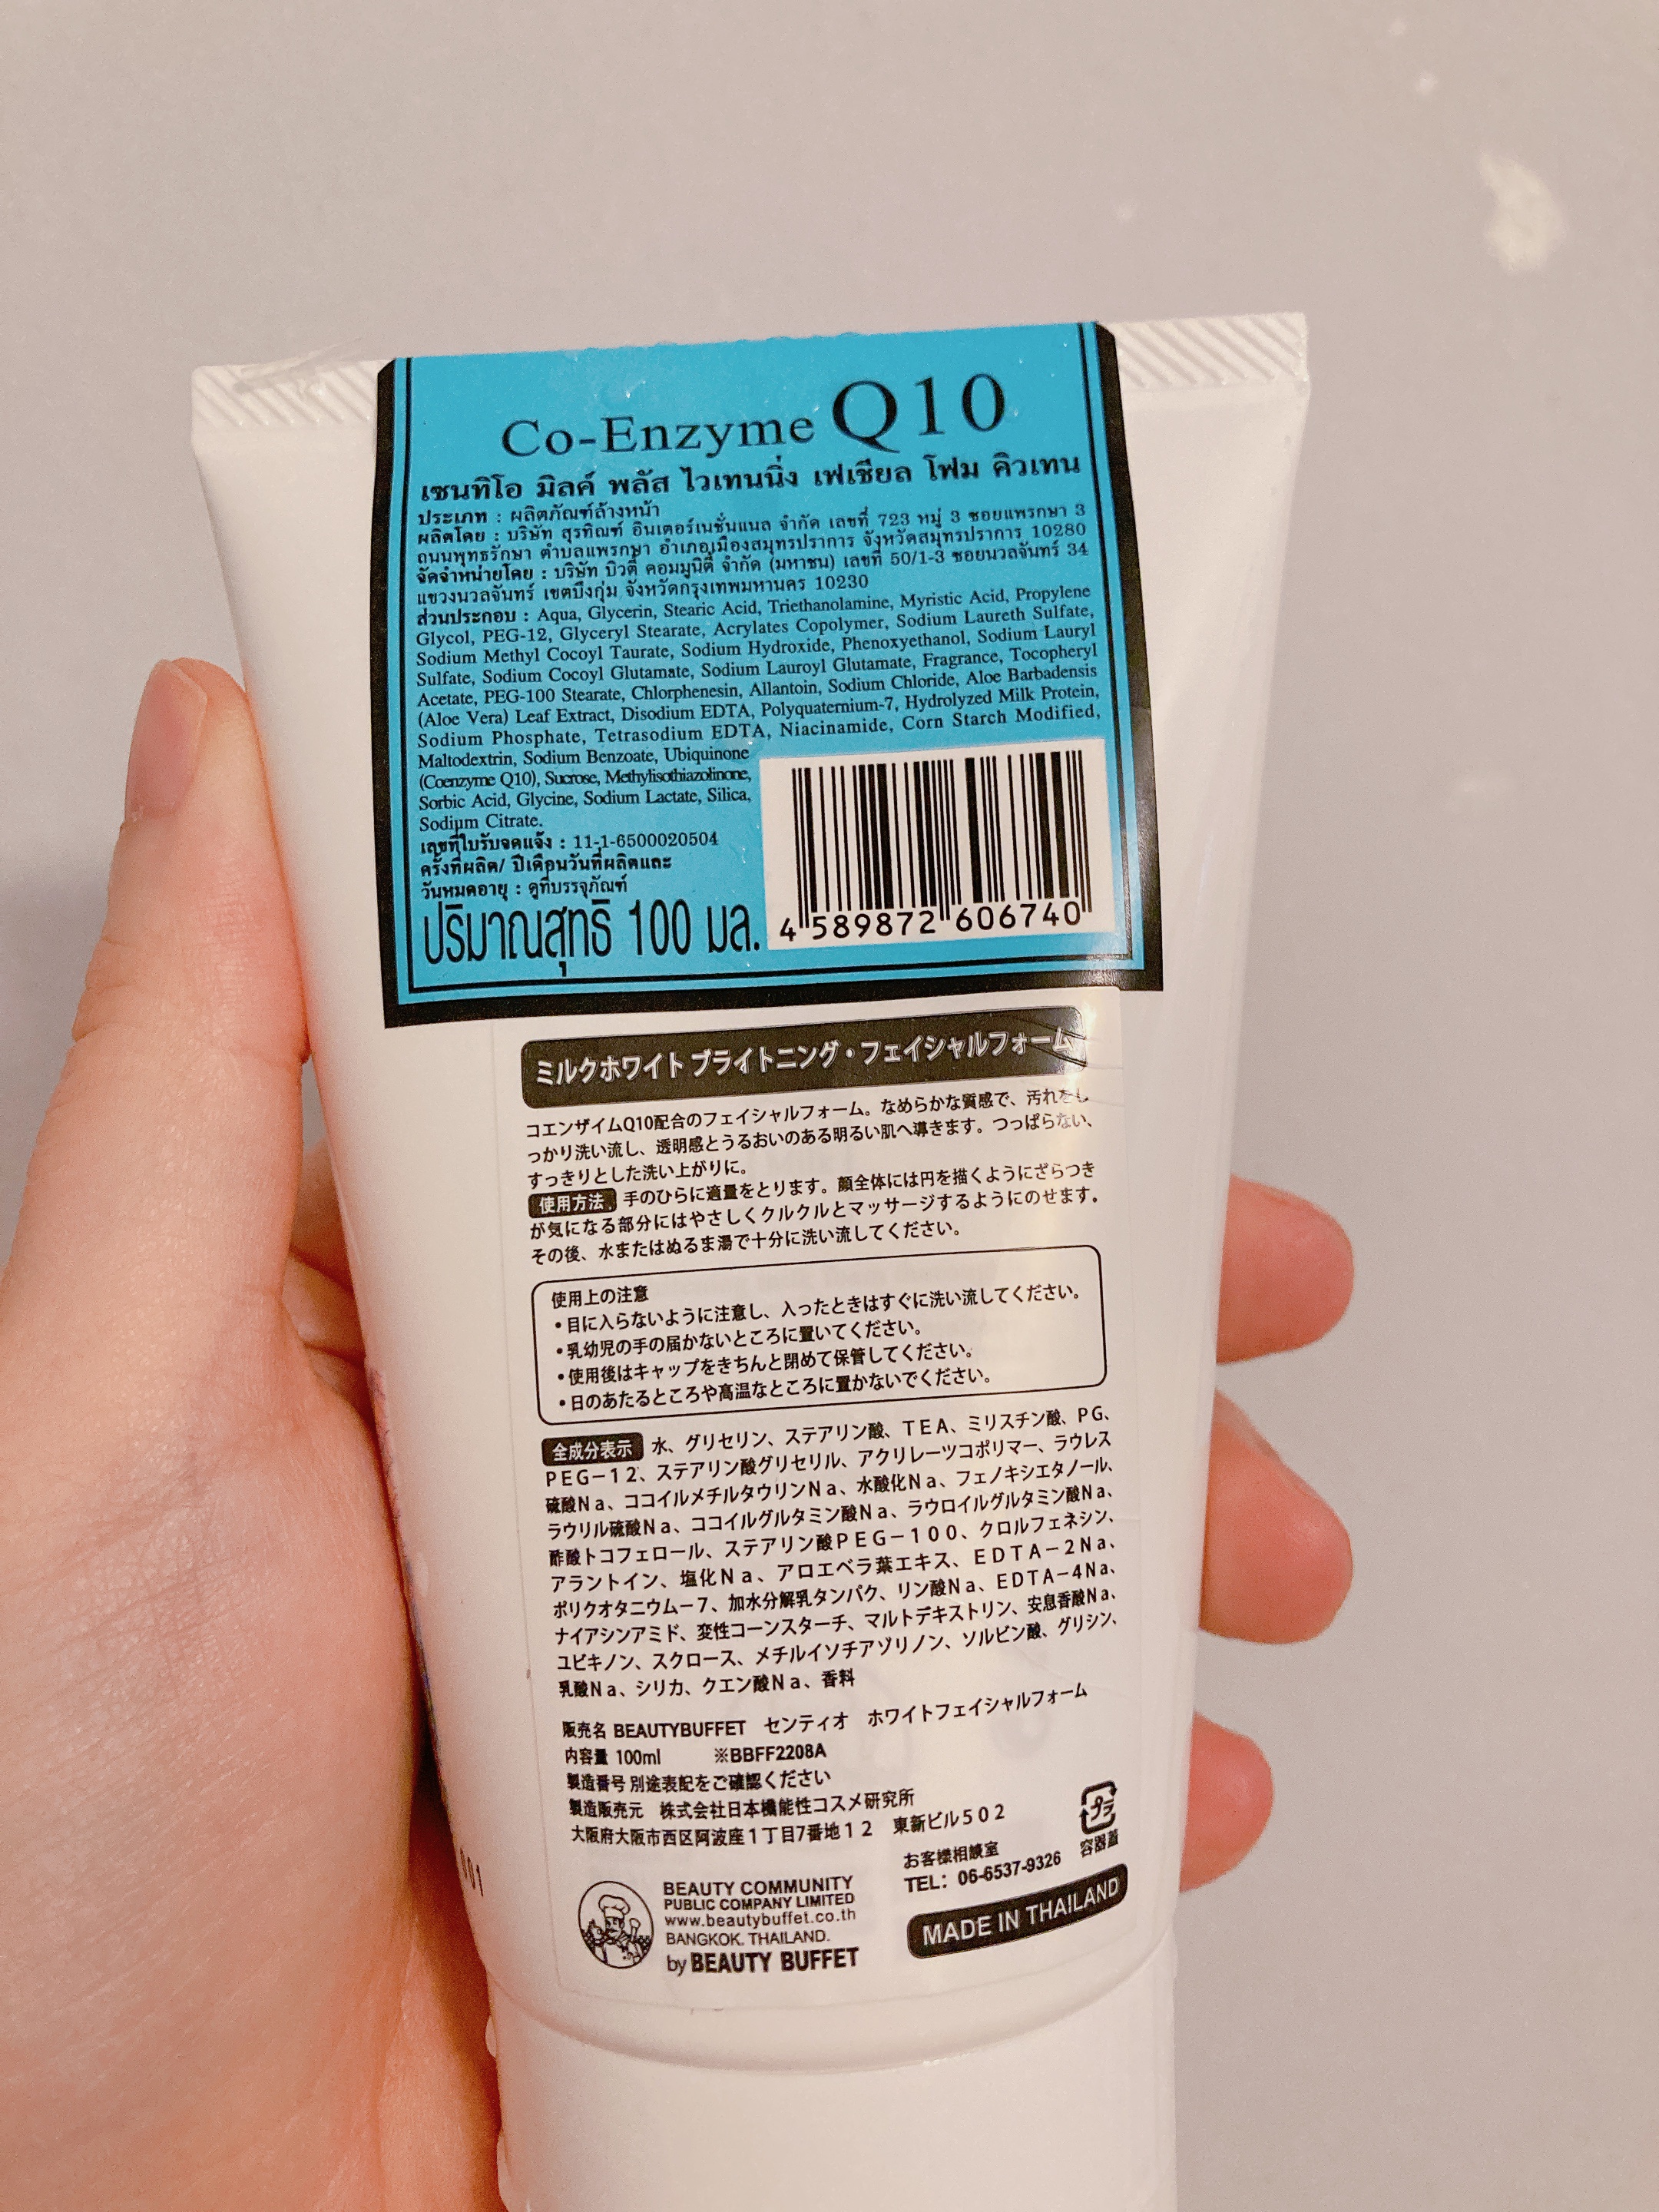 Co-Enzyme Q10
เซนทิโอ มิลค์ พลัส ไวเทนนิ่ง เฟเชียล โฟม คิวเทน
ประเภท : ผลิตภัณฑ์ล้างหน้า
ผลิตโดย : บริษัท สุรทิณฑ์ อินเตอร์เนชั่นแนล จำกัด เลขที่ 723 หมู่ 3 ซอยแพรกษา 3
ถนนพุทธรักษา ตำบลแพรกษา อำเภอเมืองสมุทรปราการ จังหวัดสมุทรปราการ 10280
จัดจำหน่ายโดย : บริษัท บิวตี้ คอมมูนิตี้ จำกัด (มหาชน) เลขที่ 50/1-3 ซอยนวลจันทร์ 34
แขวงนวลจันทร์ เขตบึงกุ่ม จังหวัดกรุงเทพมหานคร 10230
ส่วนประกอบ : Aqua, Glycerin, Stearic Acid, Triethanolamine, Myristic Acid, Propylene
Glycol, PEG-12, Glyceryl Stearate, Acrylates Copolymer, Sodium Laureth Sulfate,
Sodium Methyl Cocoyl Taurate, Sodium Hydroxide, Phenoxyethanol, Sodium Lauryl
Sulfate, Sodium Cocoyl Glutamate, Sodium Lauroyl Glutamate, Fragrance, Tocopheryl
Acetate, PEG-100 Stearate, Chlorphenesin, Allantoin, Sodium Chloride, Aloe Barbadensis
(Aloe Vera) Leaf Extract, Disodium EDTA, Polyquaternium-7, Hydrolyzed Milk Protein,
Sodium Phosphate, Tetrasodium EDTA, Niacinamide, Corn Starch Modified,
Maltodextrin, Sodium Benzoate, Ubiquinone
(Coenzyme Q10), Sucrose, Methylisothiazolinone,
Sorbic Acid, Glycine, Sodium Lactate, Silica,
Sodium Citrate.
เลขที่ใบรับจดแจ้ง : 11-1-6500020504
ครั้งที่ผลิต/ ปีเดือนวันที่ผลิตและ
วันหมดอายุ : ดูที่บรรจุภัณฑ์
ปริมาณสุทธิ 100 มล.
4 589872 606740
ミルクホワイト ブライトニング・フェイシャルフォーム
コエンザイムQ10配合のフェイシャルフォーム。なめらかな質感で、汚れをし
っかり洗い流し、透明感とうるおいのある明るい肌へ導きます。つっぱらない、
すっきりとした洗い上がりに。
使用方法 手のひらに適量をとります。顔全体には円を描くようにざらつき
が気になる部分にはやさしくクルクルとマッサージするようにのせます。
その後、水またはぬるま湯で十分に洗い流してください。
使用上の注意
・目に入らないように注意し、入ったときはすぐに洗い流してください。
・乳幼児の手の届かないところに置いてください。
・使用後はキャップをきちんと閉めて保管してください。
・日のあたるところや高温なところに置かないでください。
全成分表示 水、グリセリン、ステアリン酸、TEA、ミリスチン酸、PG、
PEG－12、ステアリン酸グリセリル、アクリレーツコポリマー、ラウレス
硫酸Na、ココイルメチルタウリンNa、水酸化Na、フェノキシエタノール、
ラウリル硫酸Na、ココイルグルタミン酸Na、ラウロイルグルタミン酸Na、
酢酸トコフェロール、ステアリン酸PEG－100、クロルフェネシン、
アラントイン、塩化Na、アロエベラ葉エキス、EDTA－2Na、
ポリクオタニウム－7、加水分解乳タンパク、リン酸Na、EDTA－4Na、
ナイアシンアミド、変性コーンスターチ、マルトデキストリン、安息香酸Na、
ユビキノン、スクロース、メチルイソチアゾリノン、ソルビン酸、グリシン、
乳酸Na、シリカ、クエン酸Na、香料
販売名 BEAUTYBUFFET センティオ ホワイトフェイシャルフォーム
内容量 100ml ※BBFF2208A
製造番号 別途表記をご確認ください
製造販売元 株式会社日本機能性コスメ研究所
大阪府大阪市西区阿波座1丁目7番地12 東新ビル502
お客様相談室
TEL: 06-6537-9326
プラ
容器蓋
BEAUTY COMMUNITY
PUBLIC COMPANY LIMITED
www.beautybuffet.co.th
BANGKOK. THAILAND.
by BEAUTY BUFFET
MADE IN THAILAND